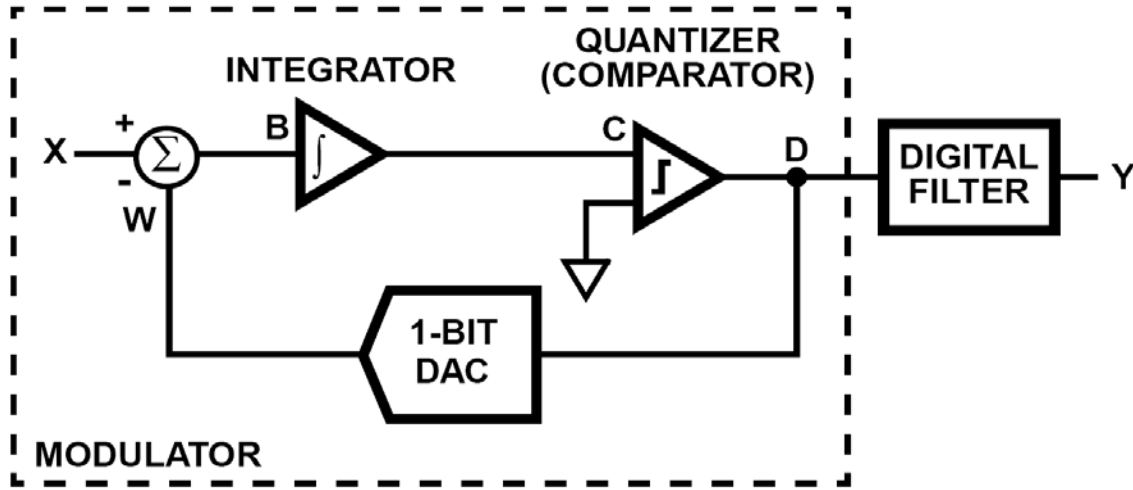 QUANTIZER
(COMPARATOR)
INTEGRATOR
X
+
-
Σ
W
B
∫
C
D
DIGITAL
FILTER
Y
1-BIT
DAC
MODULATOR